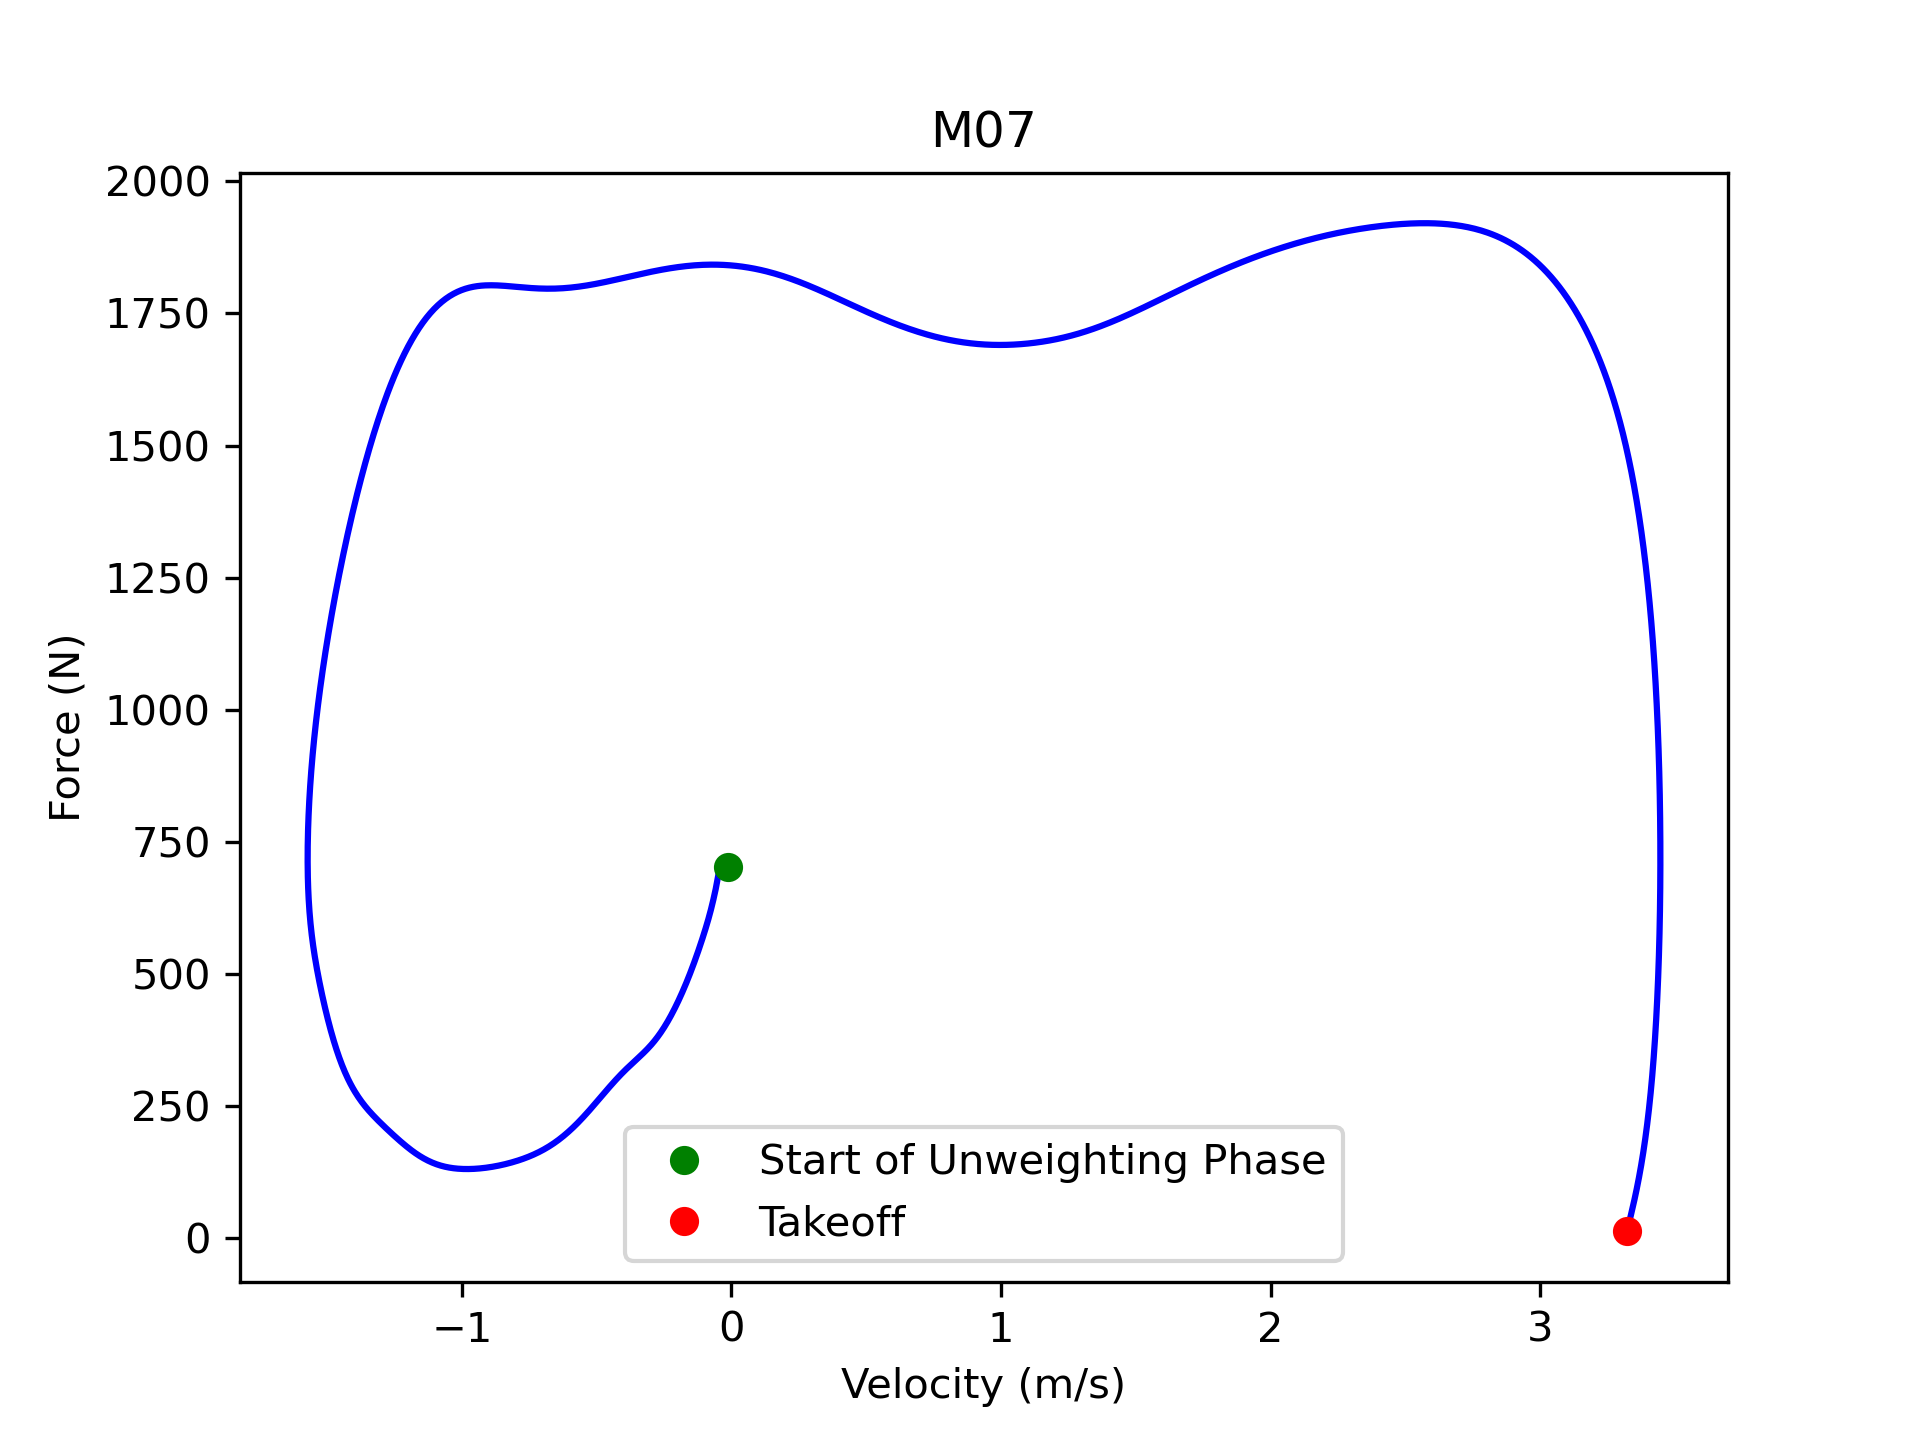 M07
2000
1750
1500
1250
1000
750
500
250
0
Force (N)
Start of Unweighting Phase
Takeoff
−1 0 1 2 3
Velocity (m/s)